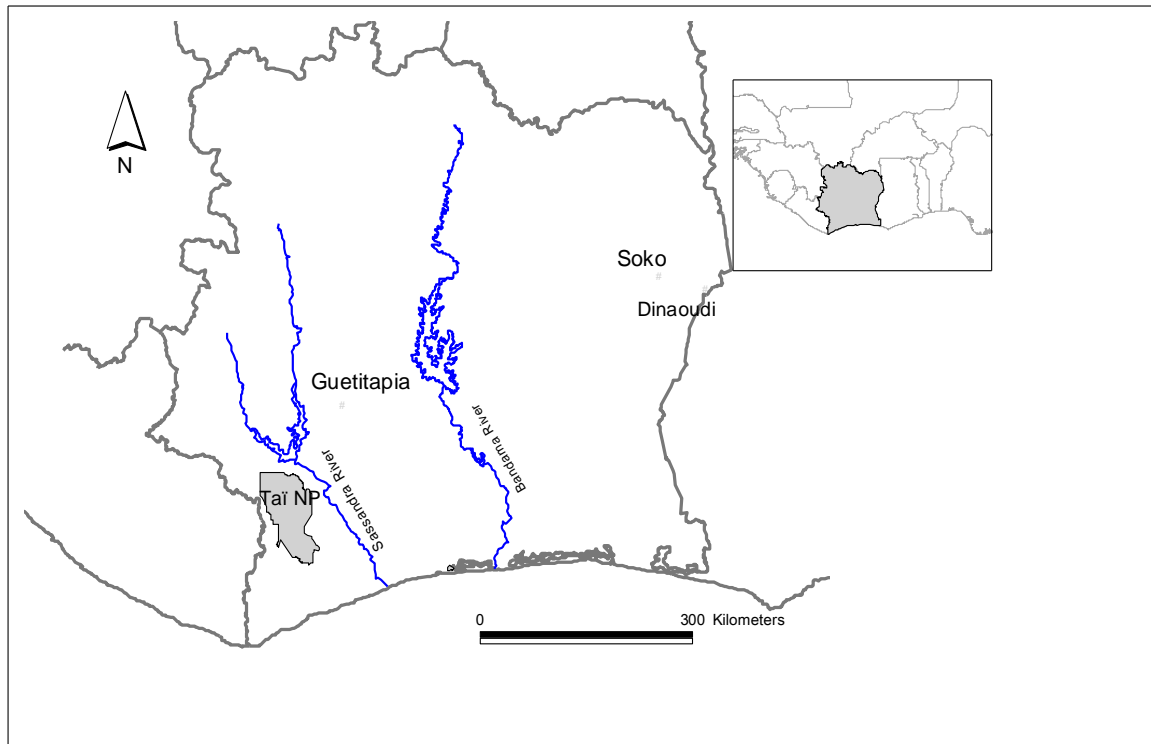 N
Soko
#
#
Dinaoudi
Guetitapia
#
Sassandra River
Bandama River
Taï NP
0 300 Kilometers